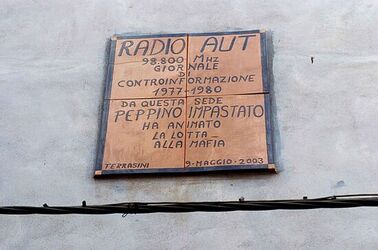 RADIO AUT
98.800 MHz
GIORNALE
DI
CONTROINFORMAZIONE
1977-1980
DA QUESTA SEDE
PEPPINO IMPASTATO
HA ANIMATO
LA LOTTA
ALLA MAFIA
TERRASINI 9-MAGGIO-2003